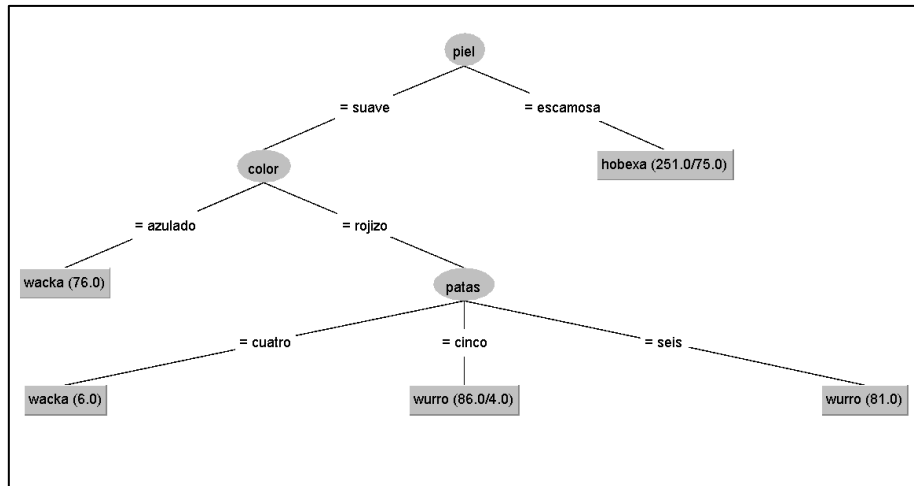 piel
= suave
= escamosa
color
hobexa (251.0/75.0)
= azulado
= rojizo
wacka (76.0)
patas
= cuatro
= cinco
= seis
wacka (6.0)
wurro (86.0/4.0)
wurro (81.0)